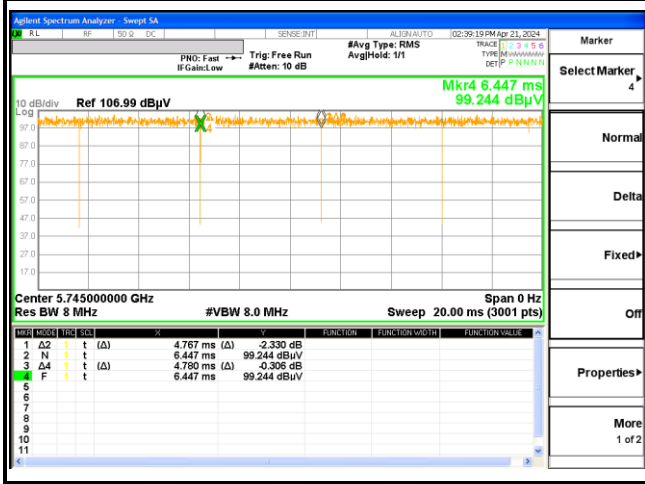 Agilent Spectrum Analyzer - Swept SA
RL RF 50 Ω DC SENSE:INT ALIGN AUTO 02:39:19 PM Apr 21, 2024
#Avg Type: RMS TRACE 1 2 3 4 5 6
PNO: Fast Trig: Free Run Avg|Hold: 1/1 TYPE
IFGain:Low #Atten: 10 dB DET P P N N N N
Mkr4 6.447 ms
10 dB/div Ref 106.99 dBµV 99.244 dBµV
Log
97.0
87.0
77.0
67.0
57.0
47.0
37.0
27.0
17.0
4
Center 5.745000000 GHz Span 0 Hz
Res BW 8 MHz #VBW 8.0 MHz Sweep 20.00 ms (3001 pts)
MKR MODE TRC SCL X Y FUNCTION FUNCTION WIDTH FUNCTION VALUE
1 Δ2 1 t (Δ) 4.767 ms (Δ) -2.330 dB
2 N 1 t 6.447 ms 99.244 dBµV
3 Δ4 1 t (Δ) 4.780 ms (Δ) -0.306 dB
4 F 1 t 6.447 ms 99.244 dBµV
5
6
7
8
9
10
11
Marker
Select Marker
4
Normal
Delta
Fixed
Off
Properties
More
1 of 2